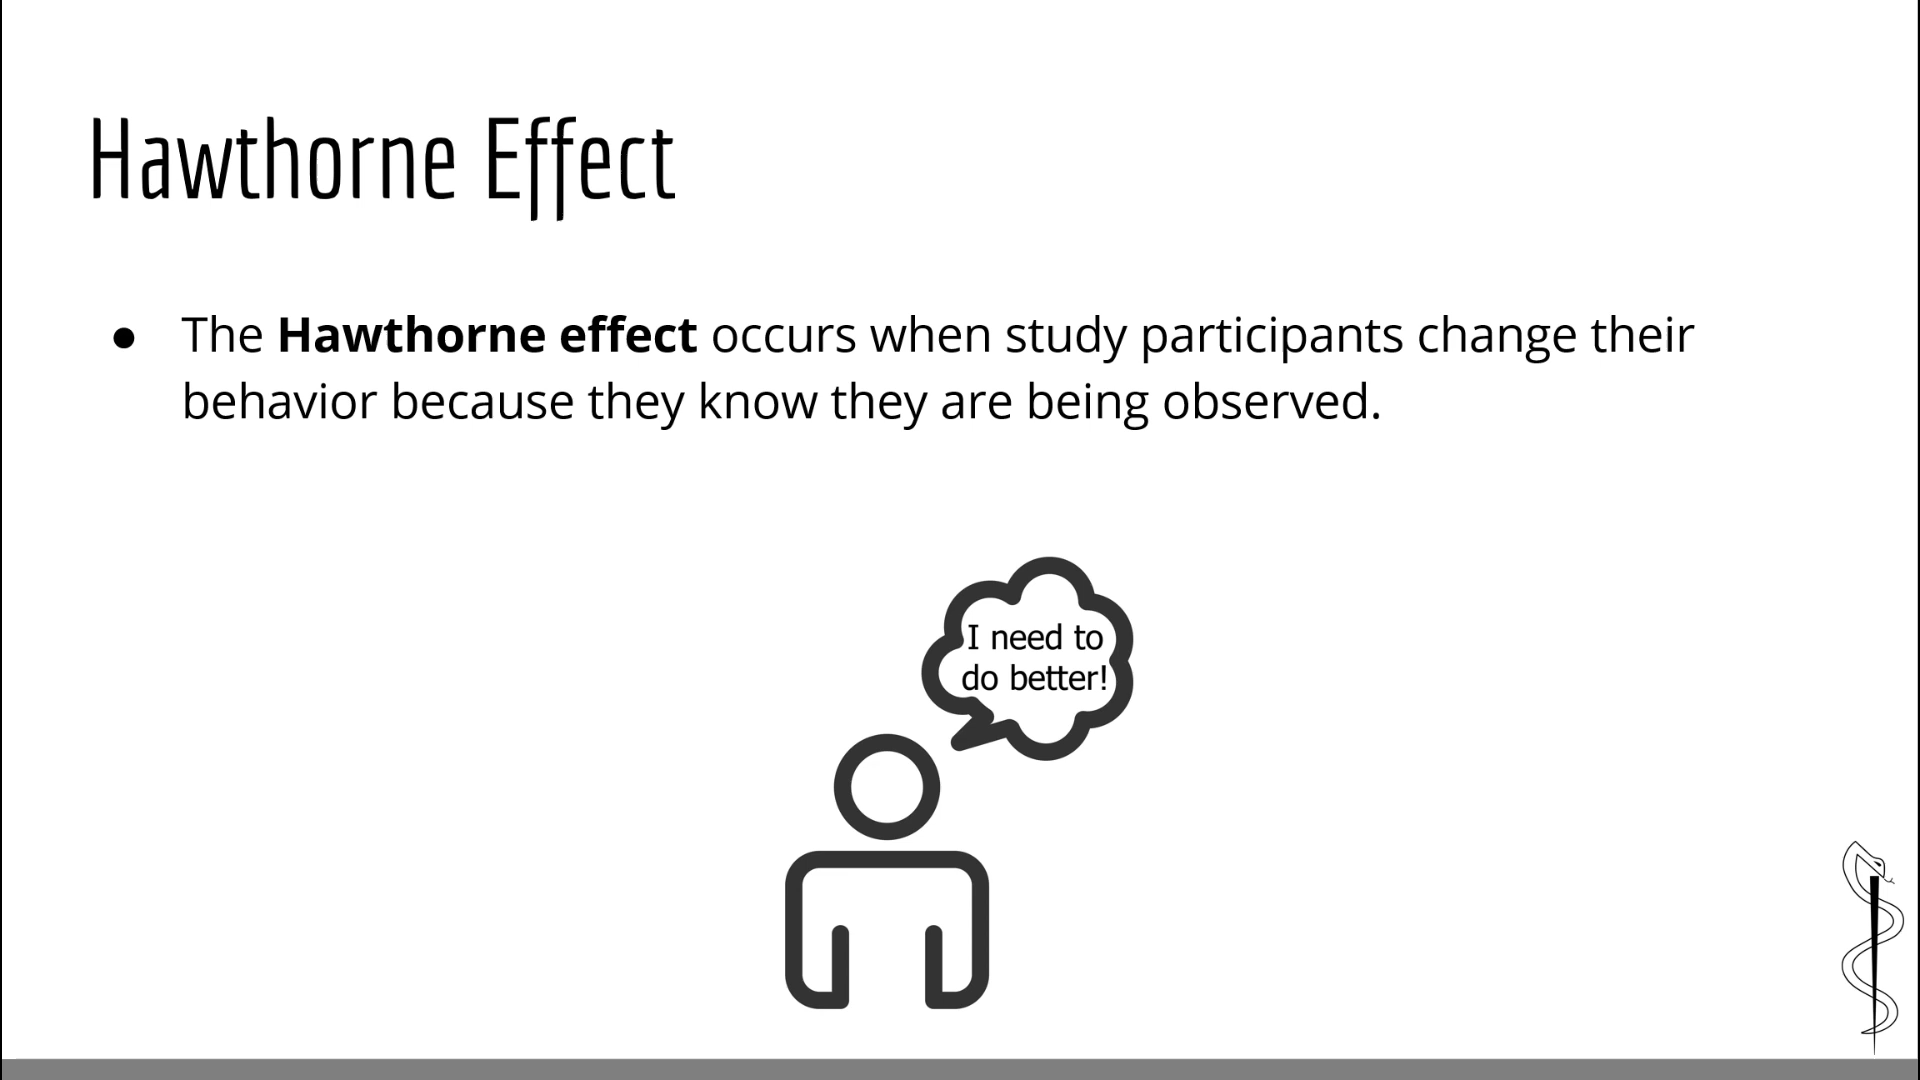 Hawthorne Effect
● The Hawthorne effect occurs when study participants change their
behavior because they know they are being observed.
I need to
do better!